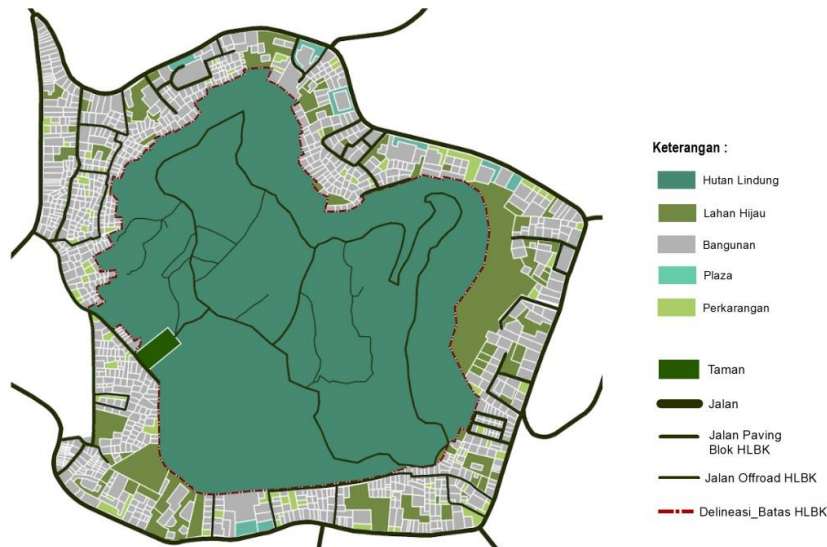 Keterangan :
Hutan Lindung
Lahan Hijau
Bangunan
Plaza
Perkarangan
Taman
Jalan
Jalan Paving
Blok HLBK
Jalan Offroad HLBK
Delineasi_Batas HLBK